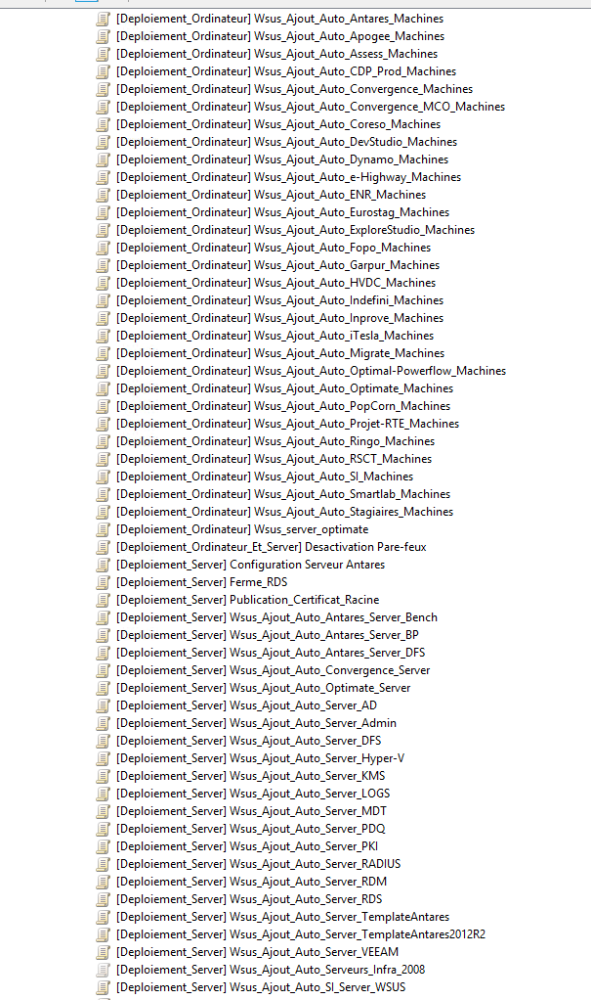 [Deploiement_Ordinateur] Wsus_Ajout_Auto_Antares_Machines
[Deploiement_Ordinateur] Wsus_Ajout_Auto_Apogee_Machines
[Deploiement_Ordinateur] Wsus_Ajout_Auto_Assess_Machines
[Deploiement_Ordinateur] Wsus_Ajout_Auto_CDP_Prod_Machines
[Deploiement_Ordinateur] Wsus_Ajout_Auto_Convergence_Machines
[Deploiement_Ordinateur] Wsus_Ajout_Auto_Convergence_MCO_Machines
[Deploiement_Ordinateur] Wsus_Ajout_Auto_Coreso_Machines
[Deploiement_Ordinateur] Wsus_Ajout_Auto_DevStudio_Machines
[Deploiement_Ordinateur] Wsus_Ajout_Auto_Dynamo_Machines
[Deploiement_Ordinateur] Wsus_Ajout_Auto_e-Highway_Machines
[Deploiement_Ordinateur] Wsus_Ajout_Auto_ENR_Machines
[Deploiement_Ordinateur] Wsus_Ajout_Auto_Eurostag_Machines
[Deploiement_Ordinateur] Wsus_Ajout_Auto_ExploreStudio_Machines
[Deploiement_Ordinateur] Wsus_Ajout_Auto_Fopo_Machines
[Deploiement_Ordinateur] Wsus_Ajout_Auto_Garpur_Machines
[Deploiement_Ordinateur] Wsus_Ajout_Auto_HVDC_Machines
[Deploiement_Ordinateur] Wsus_Ajout_Auto_Indefini_Machines
[Deploiement_Ordinateur] Wsus_Ajout_Auto_Inprove_Machines
[Deploiement_Ordinateur] Wsus_Ajout_Auto_iTesla_Machines
[Deploiement_Ordinateur] Wsus_Ajout_Auto_Migrate_Machines
[Deploiement_Ordinateur] Wsus_Ajout_Auto_Optimal-Powerflow_Machines
[Deploiement_Ordinateur] Wsus_Ajout_Auto_Optimate_Machines
[Deploiement_Ordinateur] Wsus_Ajout_Auto_PopCorn_Machines
[Deploiement_Ordinateur] Wsus_Ajout_Auto_Projet-RTE_Machines
[Deploiement_Ordinateur] Wsus_Ajout_Auto_Ringo_Machines
[Deploiement_Ordinateur] Wsus_Ajout_Auto_RSCT_Machines
[Deploiement_Ordinateur] Wsus_Ajout_Auto_SI_Machines
[Deploiement_Ordinateur] Wsus_Ajout_Auto_Smartlab_Machines
[Deploiement_Ordinateur] Wsus_Ajout_Auto_Stagiaires_Machines
[Deploiement_Ordinateur] Wsus_server_optimate
[Deploiement_Ordinateur_Et_Server] Desactivation Pare-feux
[Deploiement_Server] Configuration Serveur Antares
[Deploiement_Server] Ferme_RDS
[Deploiement_Server] Publication_Certificat_Racine
[Deploiement_Server] Wsus_Ajout_Auto_Antares_Server_Bench
[Deploiement_Server] Wsus_Ajout_Auto_Antares_Server_BP
[Deploiement_Server] Wsus_Ajout_Auto_Antares_Server_DFS
[Deploiement_Server] Wsus_Ajout_Auto_Convergence_Server
[Deploiement_Server] Wsus_Ajout_Auto_Optimate_Server
[Deploiement_Server] Wsus_Ajout_Auto_Server_AD
[Deploiement_Server] Wsus_Ajout_Auto_Server_Admin
[Deploiement_Server] Wsus_Ajout_Auto_Server_DFS
[Deploiement_Server] Wsus_Ajout_Auto_Server_Hyper-V
[Deploiement_Server] Wsus_Ajout_Auto_Server_KMS
[Deploiement_Server] Wsus_Ajout_Auto_Server_LOGS
[Deploiement_Server] Wsus_Ajout_Auto_Server_MDT
[Deploiement_Server] Wsus_Ajout_Auto_Server_PDQ
[Deploiement_Server] Wsus_Ajout_Auto_Server_PKI
[Deploiement_Server] Wsus_Ajout_Auto_Server_RADIUS
[Deploiement_Server] Wsus_Ajout_Auto_Server_RDM
[Deploiement_Server] Wsus_Ajout_Auto_Server_RDS
[Deploiement_Server] Wsus_Ajout_Auto_Server_TemplateAntares
[Deploiement_Server] Wsus_Ajout_Auto_Server_TemplateAntares2012R2
[Deploiement_Server] Wsus_Ajout_Auto_Server_VEEAM
[Deploiement_Server] Wsus_Ajout_Auto_Serveurs_Infra_2008
[Deploiement_Server] Wsus_Ajout_Auto_SI_Server_WSUS